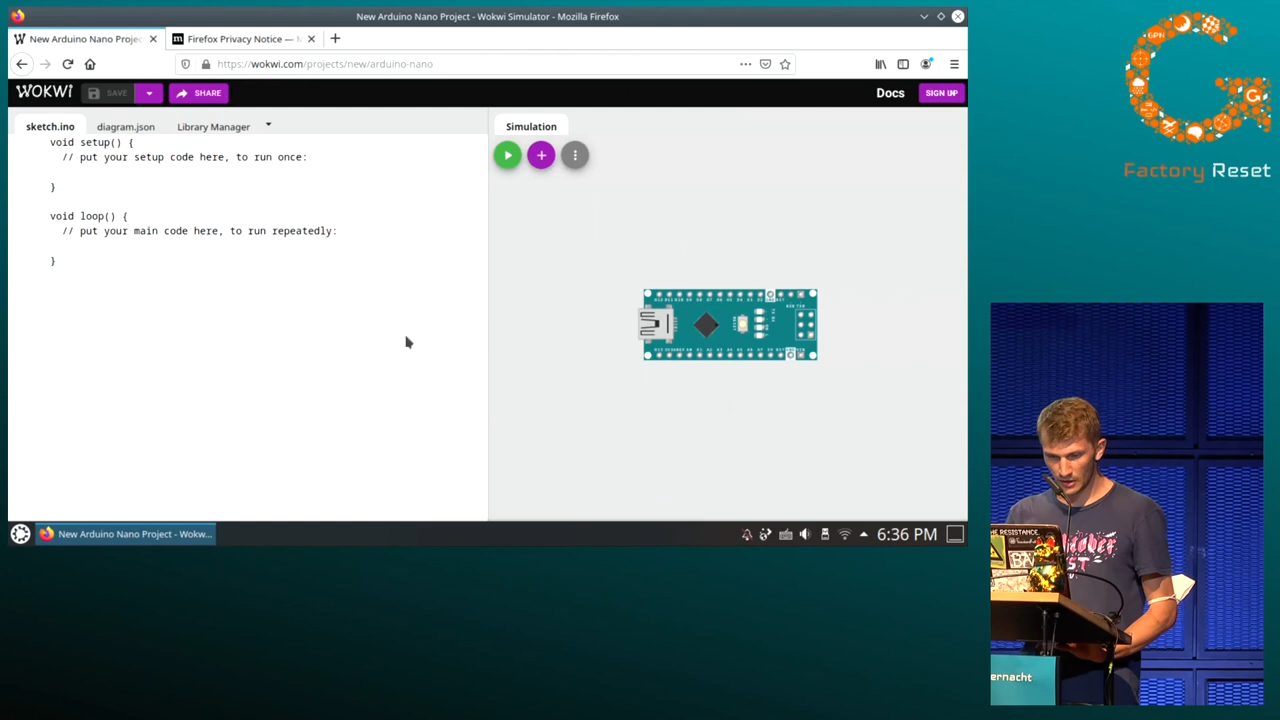 New Arduino Nano Project - Wokwi Simulator - Mozilla Firefox
New Arduino Nano Projec
Firefox Privacy Notice —
https://wokwi.com/projects/new/arduino-nano
WOKWI
SAVE
SHARE
Docs
SIGN UP
sketch.ino
diagram.json
Library Manager
Simulation
void setup() {
// put your setup code here, to run once:
}
void loop() {
// put your main code here, to run repeatedly:
}
New Arduino Nano Project - Wokw...
6:36 PM
GPN
Factory Reset
ernacht